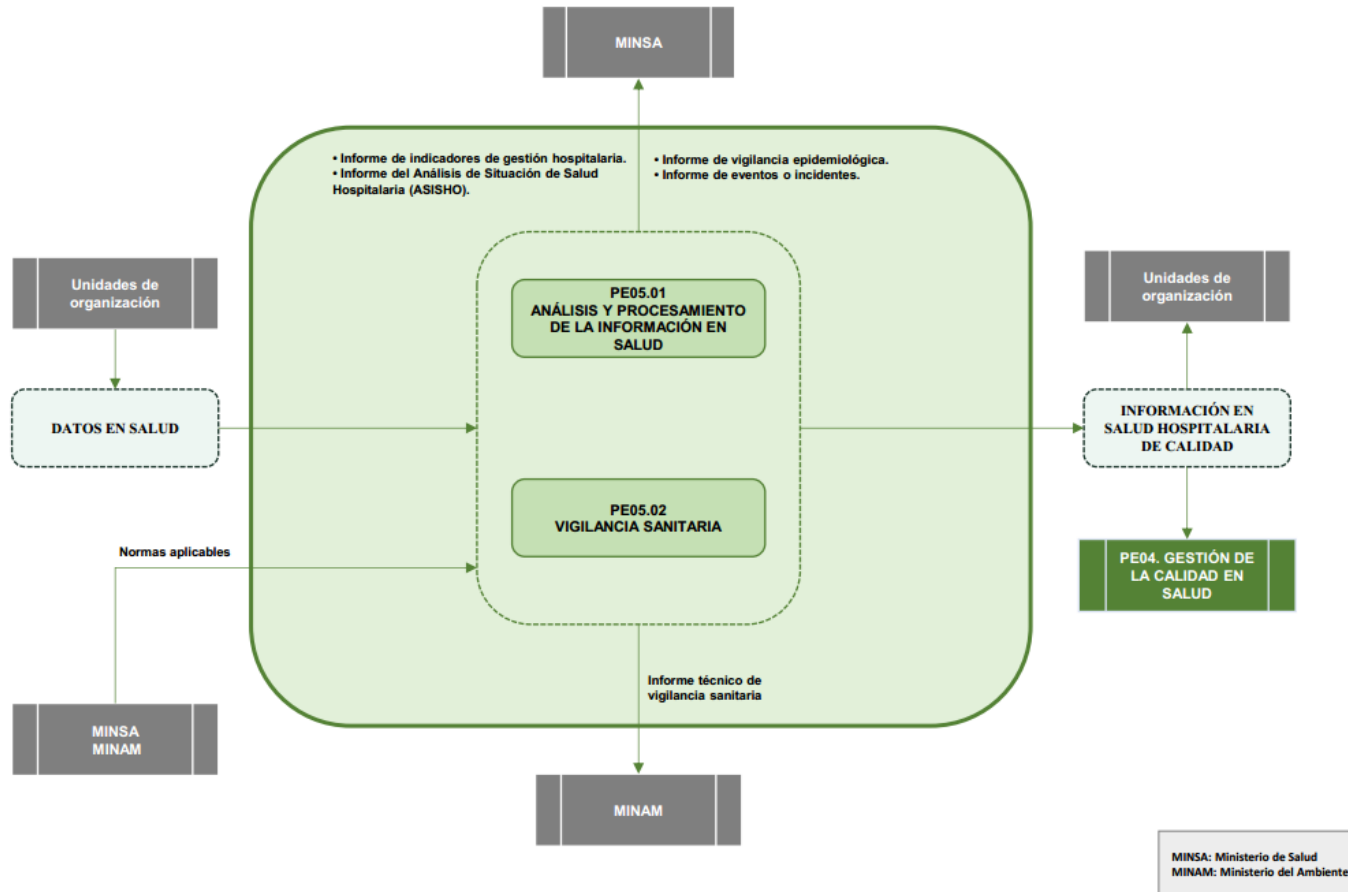 MINSA
• Informe de indicadores de gestión hospitalaria.
• Informe del Análisis de Situación de Salud
Hospitalaria (ASISHO).
• Informe de vigilancia epidemiológica.
• Informe de eventos o incidentes.
Unidades de
organización
DATOS EN SALUD
PE05.01
ANÁLISIS Y PROCESAMIENTO
DE LA INFORMACIÓN EN
SALUD
PE05.02
VIGILANCIA SANITARIA
Unidades de
organización
INFORMACIÓN EN
SALUD HOSPITALARIA
DE CALIDAD
PE04. GESTIÓN DE
LA CALIDAD EN
SALUD
Normas aplicables
MINSA
MINAM
Informe técnico de
vigilancia sanitaria
MINAM
MINSA: Ministerio de Salud
MINAM: Ministerio del Ambiente